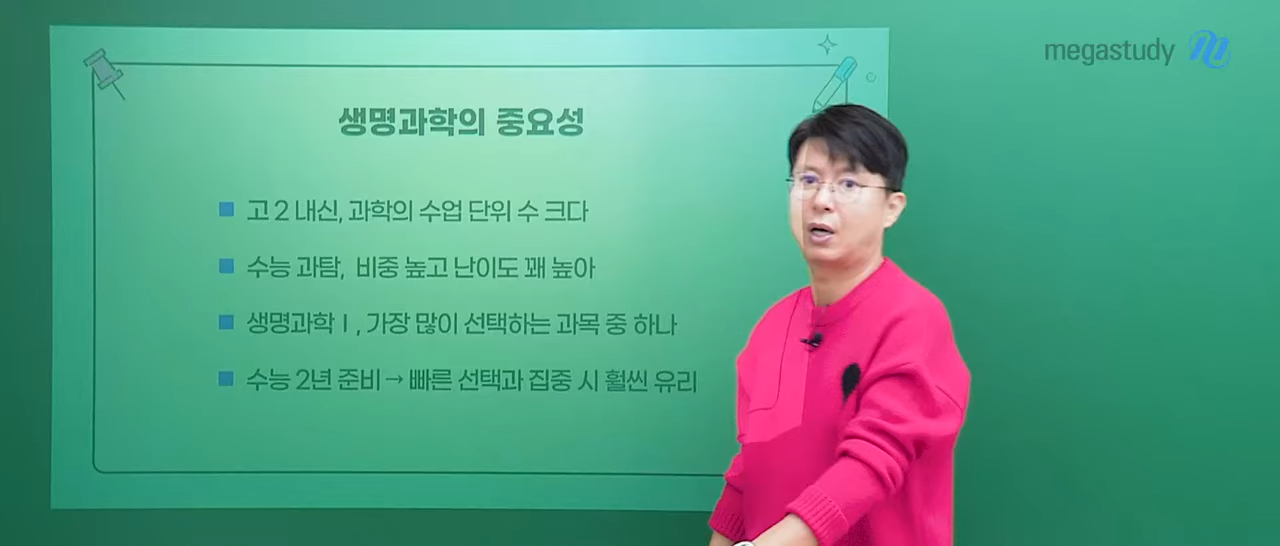 megastudy
생명과학의 중요성
고 2 내신, 과학의 수업 단위 수 크다
수능 과탐, 비중 높고 난이도 꽤 높아
생명과학Ⅰ, 가장 많이 선택하는 과목 중 하나
수능 2년 준비 → 빠른 선택과 집중 시 훨씬 유리